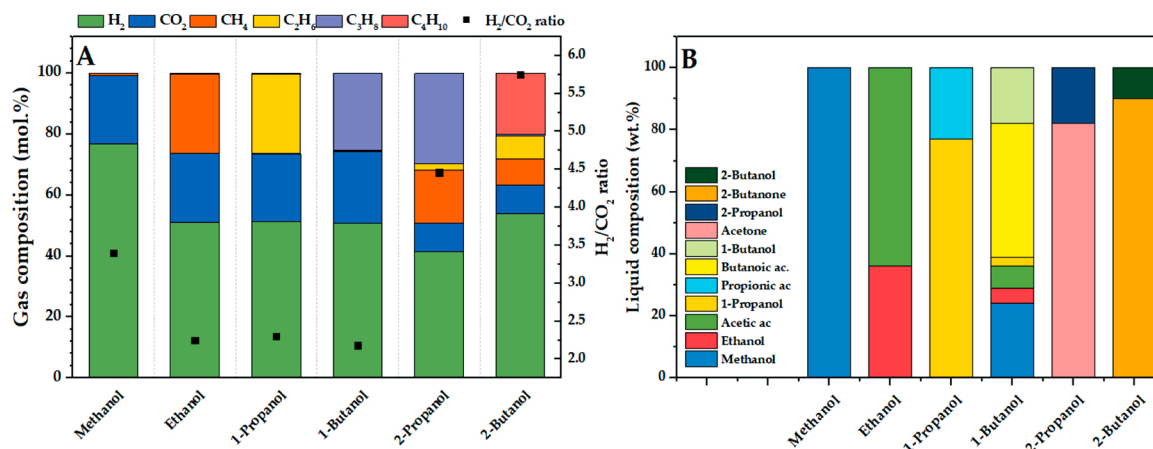 H2 CO2 CH4 C2H6 C3H8 C4H10 H2/CO2 ratio
A
Gas composition (mol.%)
100
80
60
40
20
0
6.0
5.5
5.0
4.5
4.0
3.5
3.0
2.5
2.0
H2/CO2 ratio
Methanol
Ethanol
1-Propanol
1-Butanol
2-Propanol
2-Butanol
B
Liquid composition (wt.%)
100
80
60
40
20
0
2-Butanol
2-Butanone
2-Propanol
Acetone
1-Butanol
Butanoic ac.
Propionic ac
1-Propanol
Acetic ac
Ethanol
Methanol
Methanol
Ethanol
1-Propanol
1-Butanol
2-Propanol
2-Butanol